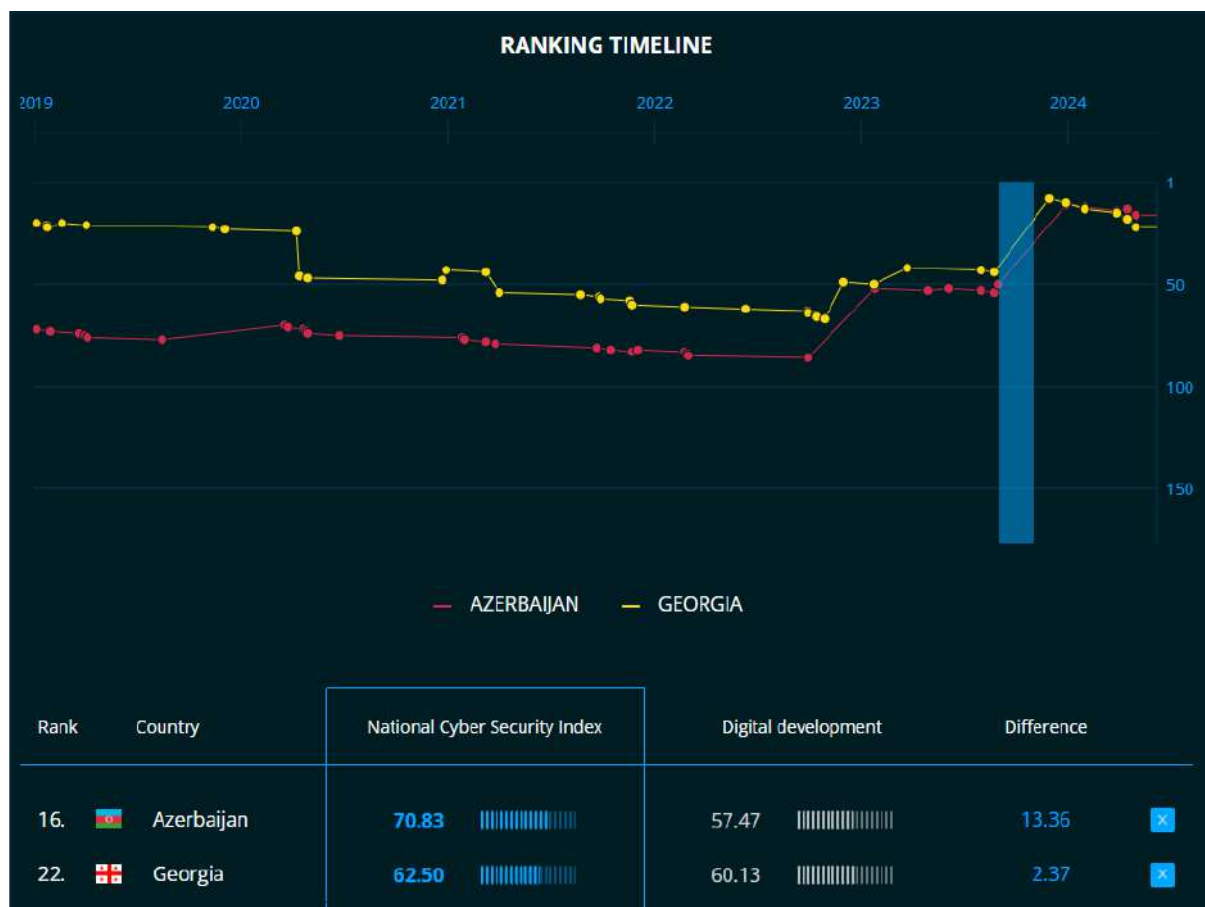 RANKING TIMELINE
2019 2020 2021 2022 2023 2024
1
50
100
150
AZERBAIJAN GEORGIA
Rank Country National Cyber Security Index Digital development Difference
16. Azerbaijan 70.83 57.47 13.36 X
22. Georgia 62.50 60.13 2.37 X